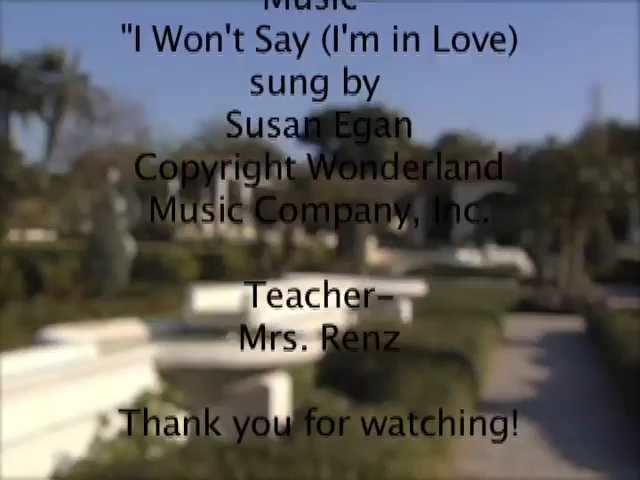 Music-
"I Won't Say (I'm in Love)
sung by
Susan Egan
Copyright Wonderland
Music Company, Inc.
Teacher-
Mrs. Renz
Thank you for watching!